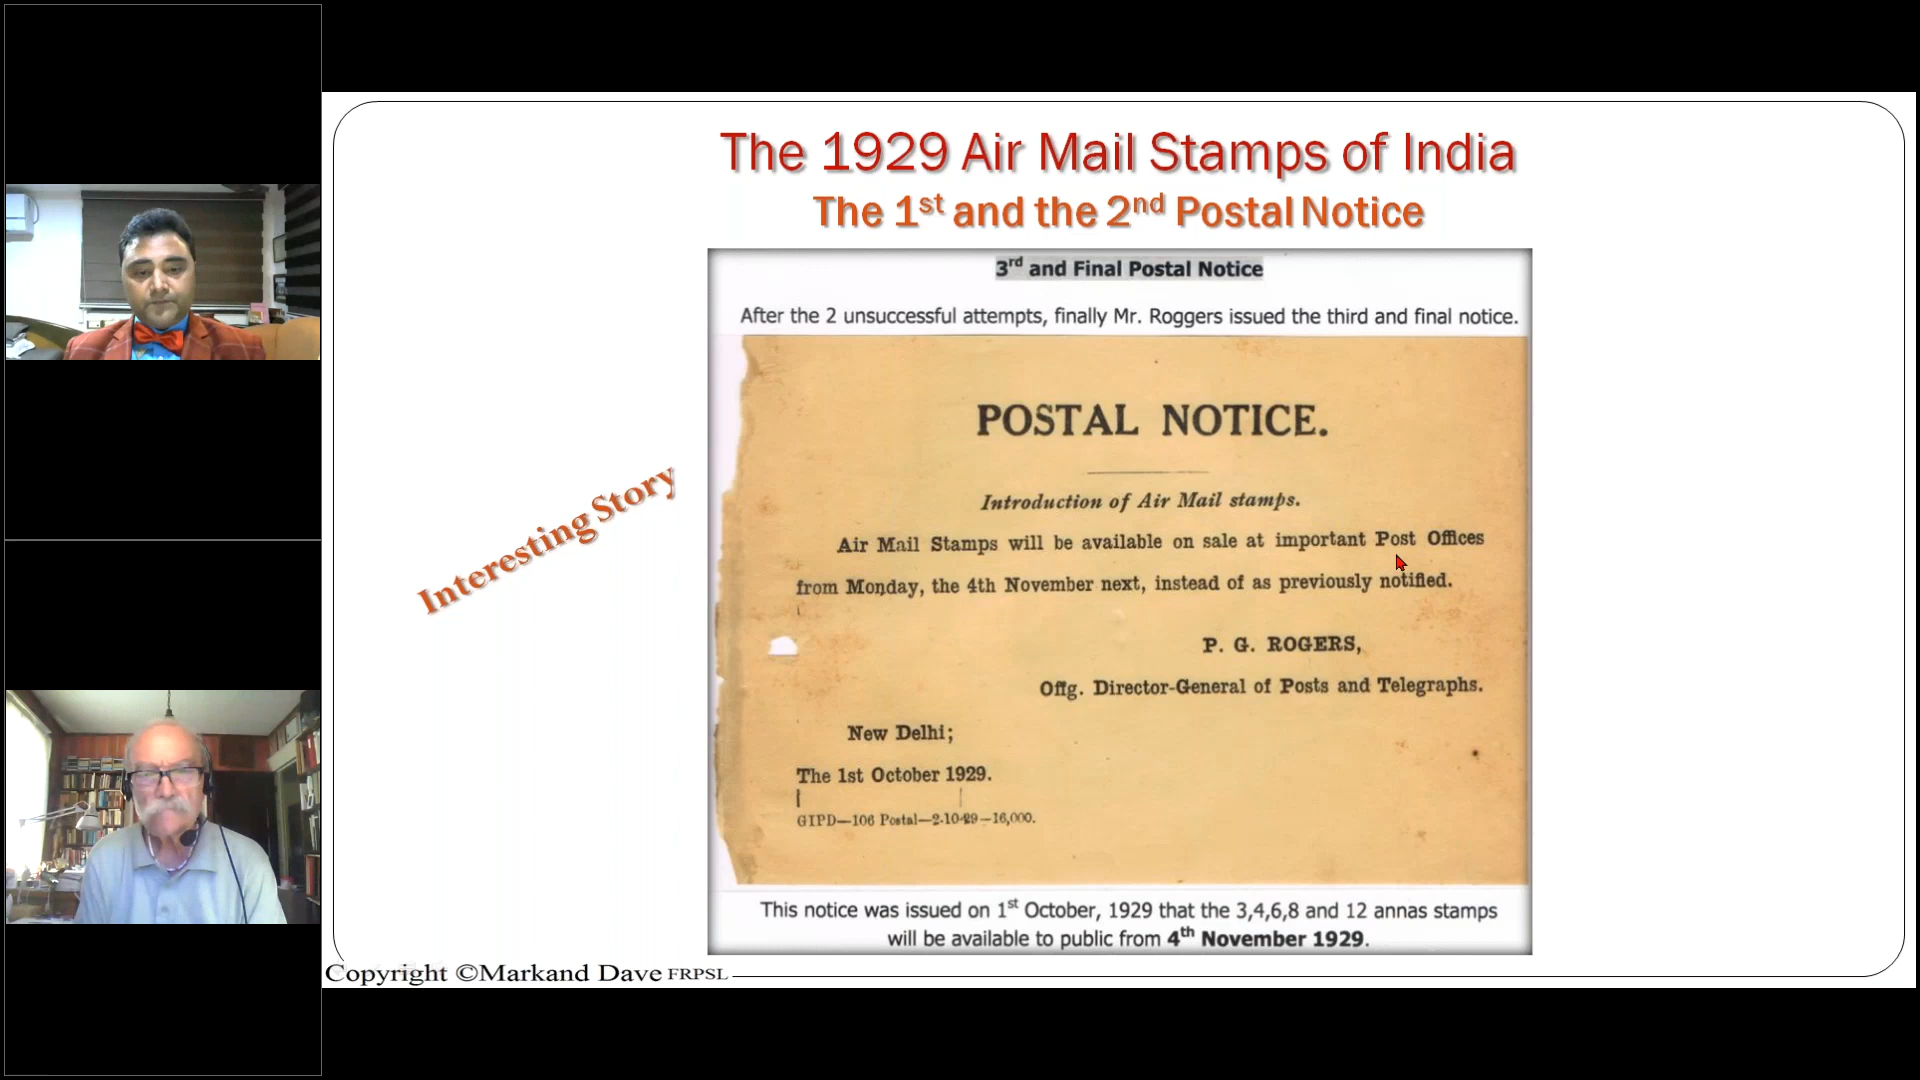 The 1929 Air Mail Stamps of India
The 1st and the 2nd Postal Notice
3rd and Final Postal Notice
After the 2 unsuccessful attempts, finally Mr. Roggers issued the third and final notice.
POSTAL NOTICE.
Introduction of Air Mail stamps.
Air Mail Stamps will be available on sale at important Post Offices
from Monday, the 4th November next, instead of as previously notified.
P. G. ROGERS,
Offg. Director-General of Posts and Telegraphs.
New Delhi;
The 1st October 1929.
GIPD—106 Postal—2-10-29—16,000.
Interesting Story
This notice was issued on 1st October, 1929 that the 3,4,6,8 and 12 annas stamps
will be available to public from 4th November 1929.
Copyright ©Markand Dave FRPSL